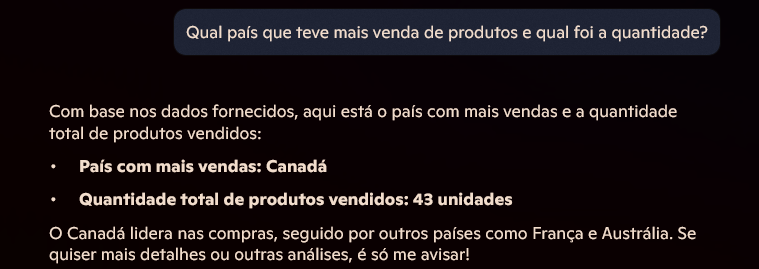 Qual país que teve mais venda de produtos e qual foi a quantidade?
Com base nos dados fornecidos, aqui está o país com mais vendas e a quantidade
total de produtos vendidos:
• País com mais vendas: Canadá
• Quantidade total de produtos vendidos: 43 unidades
O Canadá lidera nas compras, seguido por outros países como França e Austrália. Se
quiser mais detalhes ou outras análises, é só me avisar!